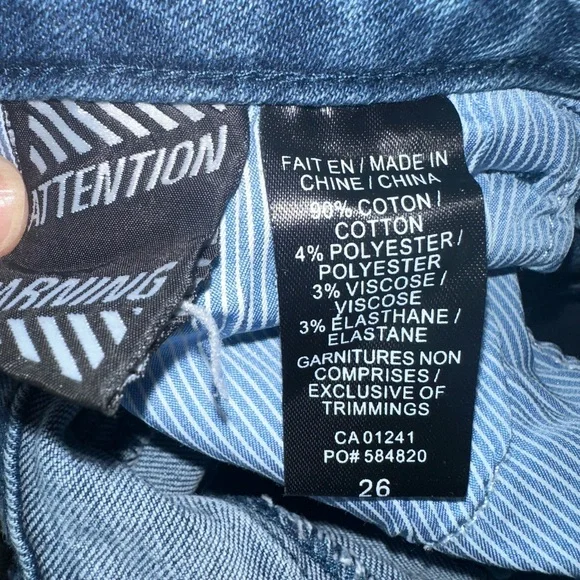 ATTENTION
WARNING
FAIT EN / MADE IN
CHINE / CHINA
90% COTON /
COTTON
4% POLYESTER /
POLYESTER
3% VISCOSE /
VISCOSE
3% ÉLASTHANE /
ELASTANE
GARNITURES NON
COMPRISES /
EXCLUSIVE OF
TRIMMINGS
CA 01241
PO# 584820
26